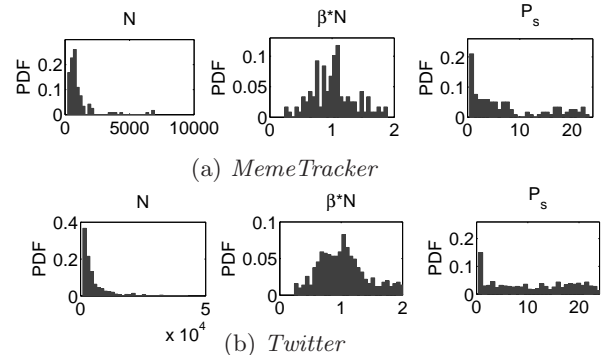 N β*N P_s
PDF 0.2 0.1 0 0 5000 10000
PDF 0.1 0.05 0 0 1 2
PDF 0.2 0.1 0 0 10 20
(a) MemeTracker
N β*N P_s
PDF 0.4 0.2 0 0 5 x 10^4
PDF 0.1 0.05 0 0 1 2
PDF 0.2 0.1 0 0 10 20
(b) Twitter